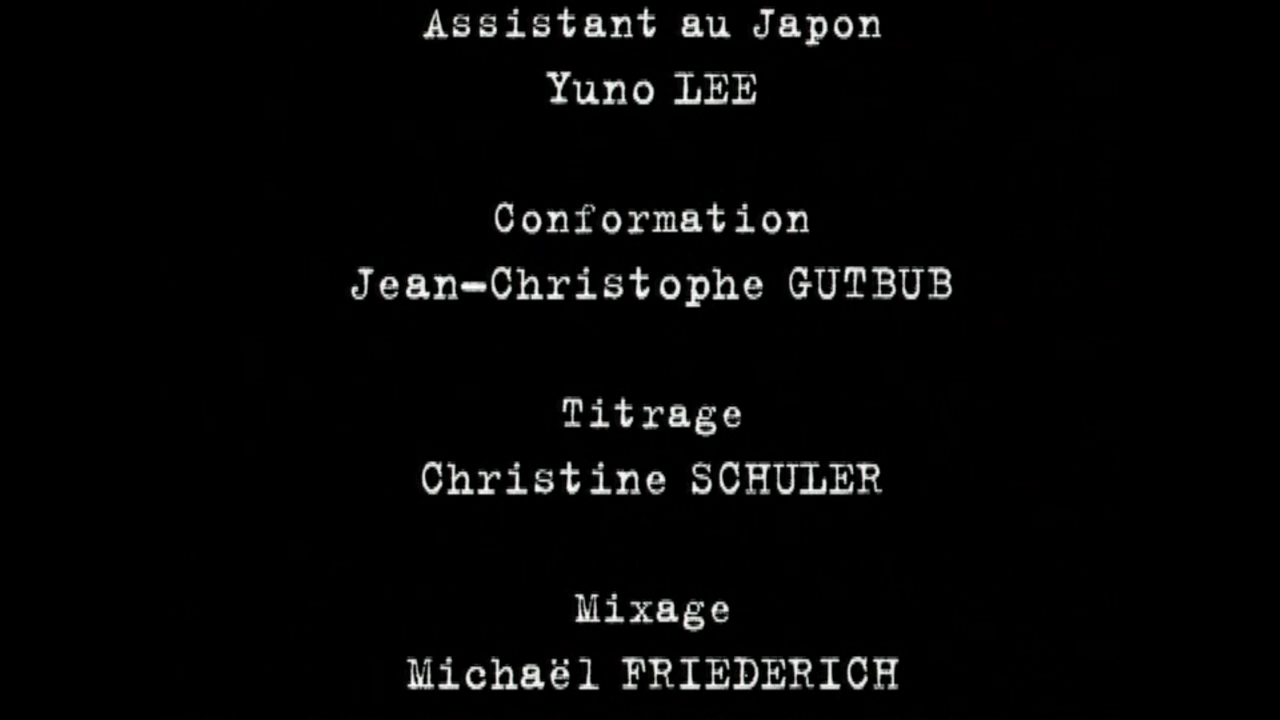 Assistant au Japon
Yuno LEE
Conformation
Jean-Christophe GUTBUB
Titrage
Christine SCHULER
Mixage
Michaël FRIEDERICH